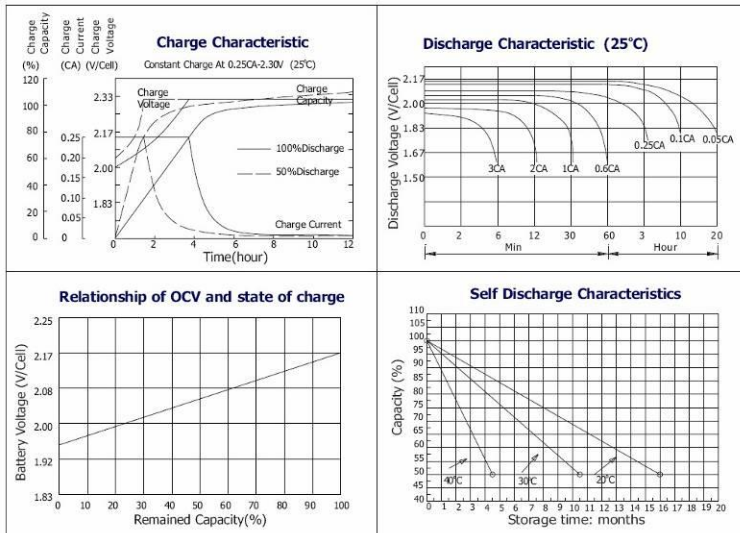 Charge Characteristic
Constant Charge At 0.25CA-2.30V (25°C)
Charge Capacity
Charge Current
Charge Voltage
(%) (CA) (V/Cell)
120
100
80
60
40
20
0
0.25
0.20
0.15
0.10
0.05
0
2.33
2.17
2.00
1.83
Charge Voltage
Charge Capacity
100%Discharge
50%Discharge
Charge Current
0 2 4 6 8 10 12
Time(hour)
Discharge Characteristic (25°C)
Discharge Voltage (V/Cell)
2.17
2.00
1.83
1.67
1.50
3CA 2CA 1CA 0.6CA 0.25CA 0.1CA 0.05CA
0 2 6 12 30 60 3 10 20
Min Hour
Relationship of OCV and state of charge
Battery Voltage (V/Cell)
2.25
2.17
2.08
2.00
1.92
1.83
0 10 20 30 40 50 60 70 80 90 100
Remained Capacity(%)
Self Discharge Characteristics
Capacity (%)
110
105
100
95
90
85
80
75
70
65
60
55
50
45
40
40°C 30°C 20°C
0 1 2 3 4 5 6 7 8 9 10 11 12 13 14 15 16 17 18 19 20
Storage time: months